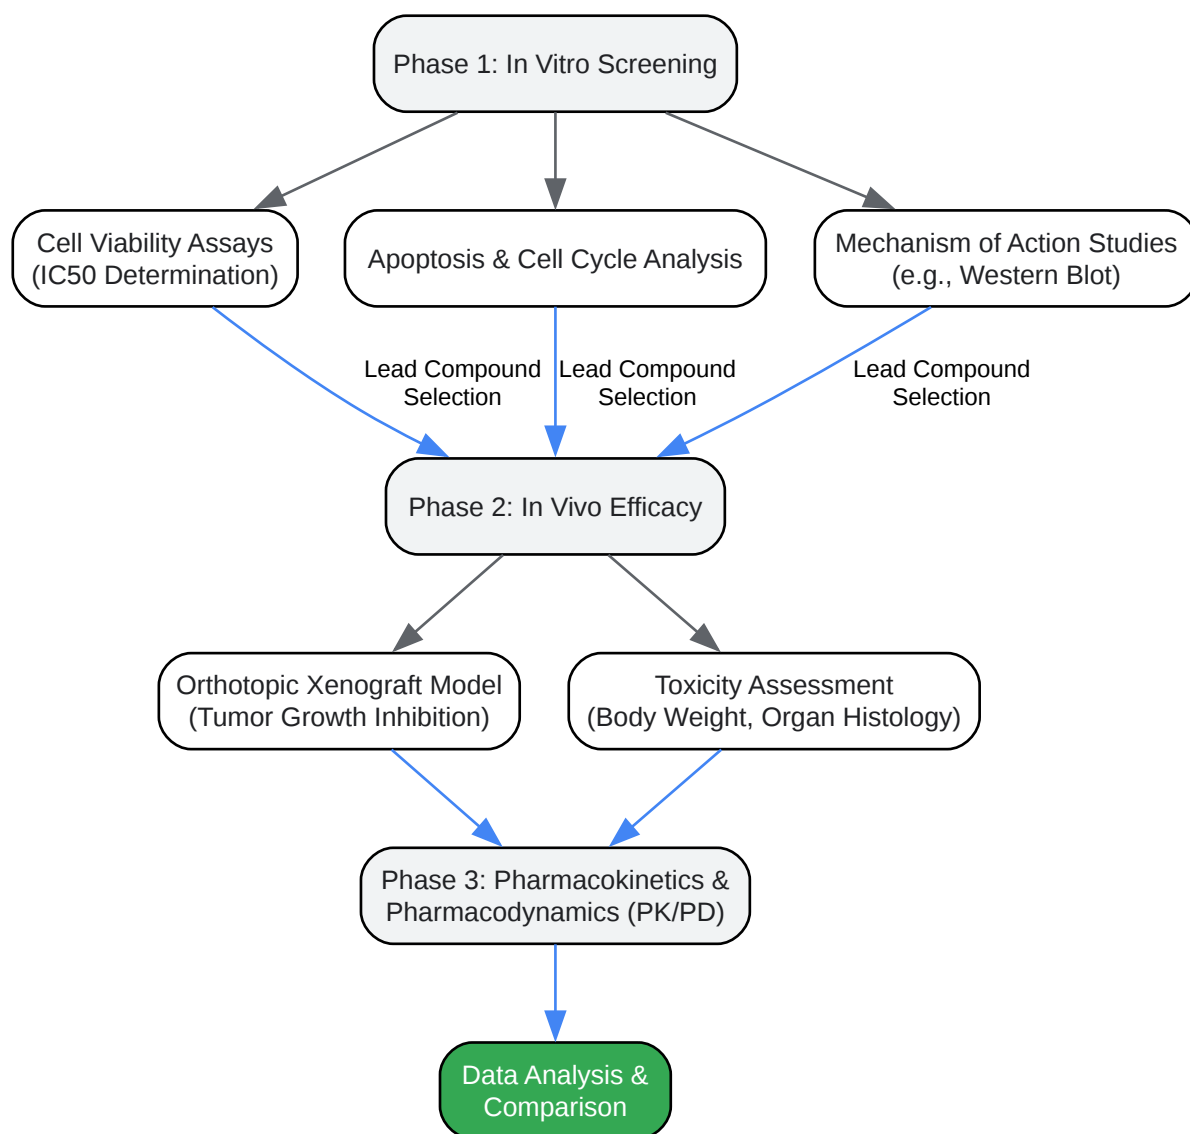 Phase 1: In Vitro Screening
Cell Viability Assays
(IC50 Determination)
Apoptosis & Cell Cycle Analysis
Mechanism of Action Studies
(e.g., Western Blot)
Lead Compound
Selection
Lead Compound
Selection
Lead Compound
Selection
Phase 2: In Vivo Efficacy
Orthotopic Xenograft Model
(Tumor Growth Inhibition)
Toxicity Assessment
(Body Weight, Organ Histology)
Phase 3: Pharmacokinetics &
Pharmacodynamics (PK/PD)
Data Analysis &
Comparison